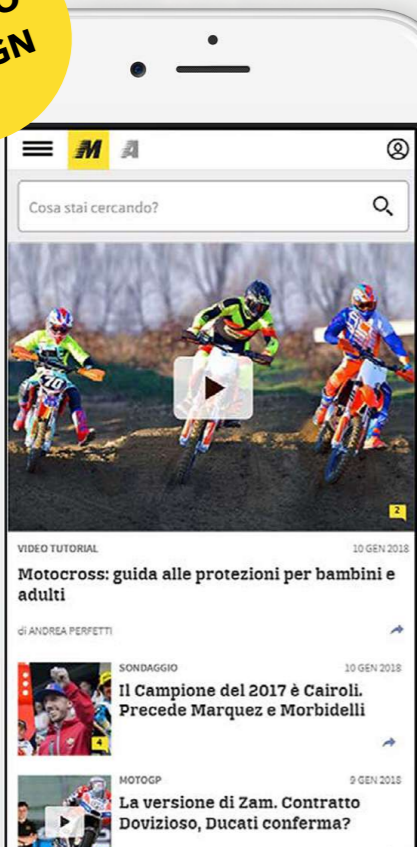 M A
Cosa stai cercando?
70
2
VIDEO TUTORIAL
10 GEN 2018
Motocross: guida alle protezioni per bambini e
adulti
di ANDREA PERFETTI
SONDAGGIO
10 GEN 2018
Il Campione del 2017 è Cairoli.
Precede Marquez e Morbidelli
4
MOTOGP
9 GEN 2018
La versione di Zam. Contratto
Dovizioso, Ducati conferma?